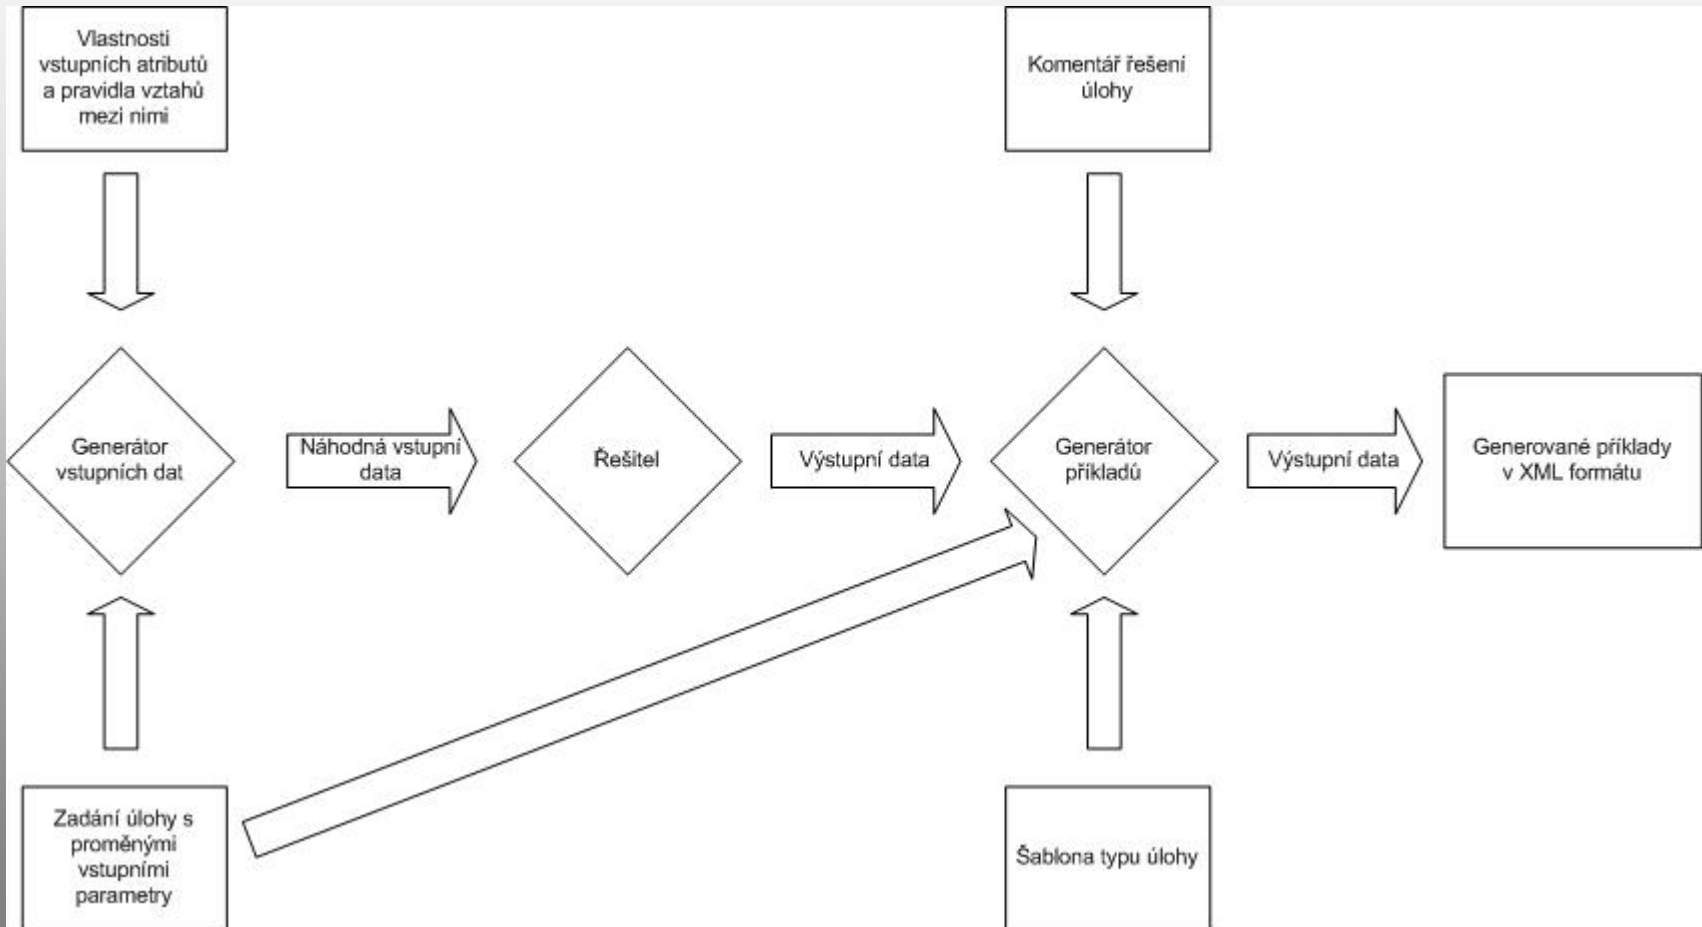 Vlastnosti
vstupních atributů
a pravidla vztahů
mezi nimi
Komentář řešení
úlohy
Generátor
vstupních dat
Náhodná vstupní
data
Řešitel
Výstupní data
Generátor
příkladů
Výstupní data
Generované příklady
v XML formátu
Zadání úlohy s
proměnými
vstupními
parametry
Šablona typu úlohy